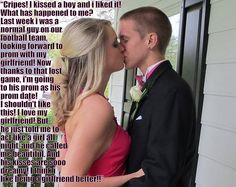 "Cripes! I kissed a boy and i liked it!
What has happened to me?
Last week i was a
normal guy on our
football team,
looking forward to
prom with my
girlfriend! Now
thanks to that lost
game, i'm going
to his prom as his
prom date!
I shouldn't like
this! I love my
girlfriend! But
he just told me to
act like a girl all
night and he called
me beautiful. And
his kisses are sooo
dreamy! I think i
like being a girlfriend better!!